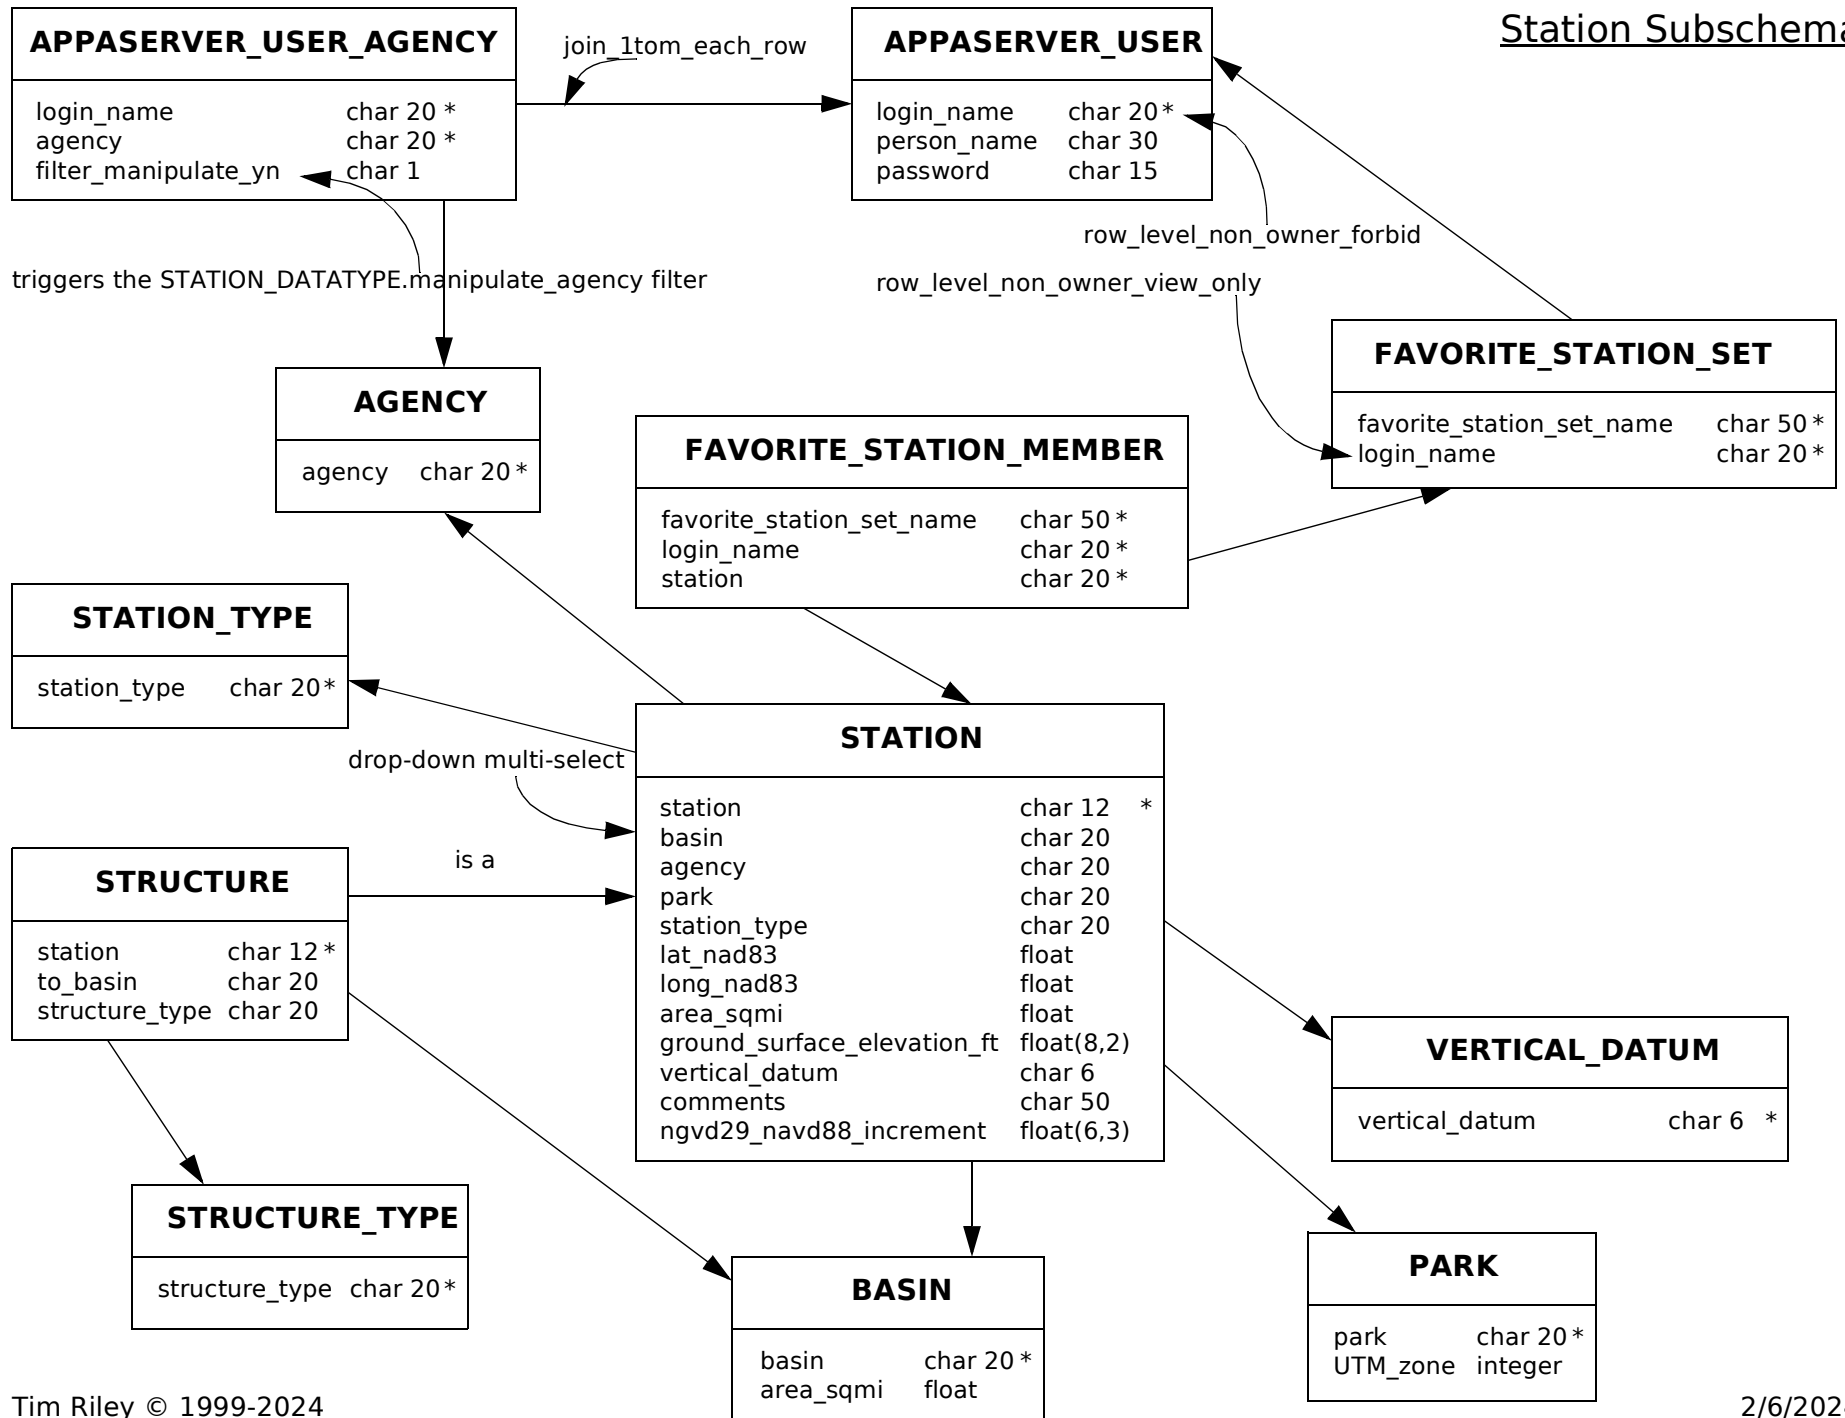 Station Subschema
APPASERVER_USER_AGENCY
login_name char 20 *
agency char 20 *
filter_manipulate_yn char 1
join_1tom_each_row
APPASERVER_USER
login_name char 20 *
person_name char 30
password char 15
triggers the STATION_DATATYPE.manipulate_agency filter
row_level_non_owner_forbid
row_level_non_owner_view_only
FAVORITE_STATION_SET
favorite_station_set_name char 50 *
login_name char 20 *
AGENCY
agency char 20 *
FAVORITE_STATION_MEMBER
favorite_station_set_name char 50 *
login_name char 20 *
station char 20 *
STATION_TYPE
station_type char 20 *
drop-down multi-select
STATION
station char 12 *
basin char 20
agency char 20
park char 20
station_type char 20
lat_nad83 float
long_nad83 float
area_sqmi float
ground_surface_elevation_ft float(8,2)
vertical_datum char 6
comments char 50
ngvd29_navd88_increment float(6,3)
is a
STRUCTURE
station char 12 *
to_basin char 20
structure_type char 20
VERTICAL_DATUM
vertical_datum char 6 *
STRUCTURE_TYPE
structure_type char 20 *
BASIN
basin char 20 *
area_sqmi float
PARK
park char 20 *
UTM_zone integer
Tim Riley © 1999-2024
2/6/202